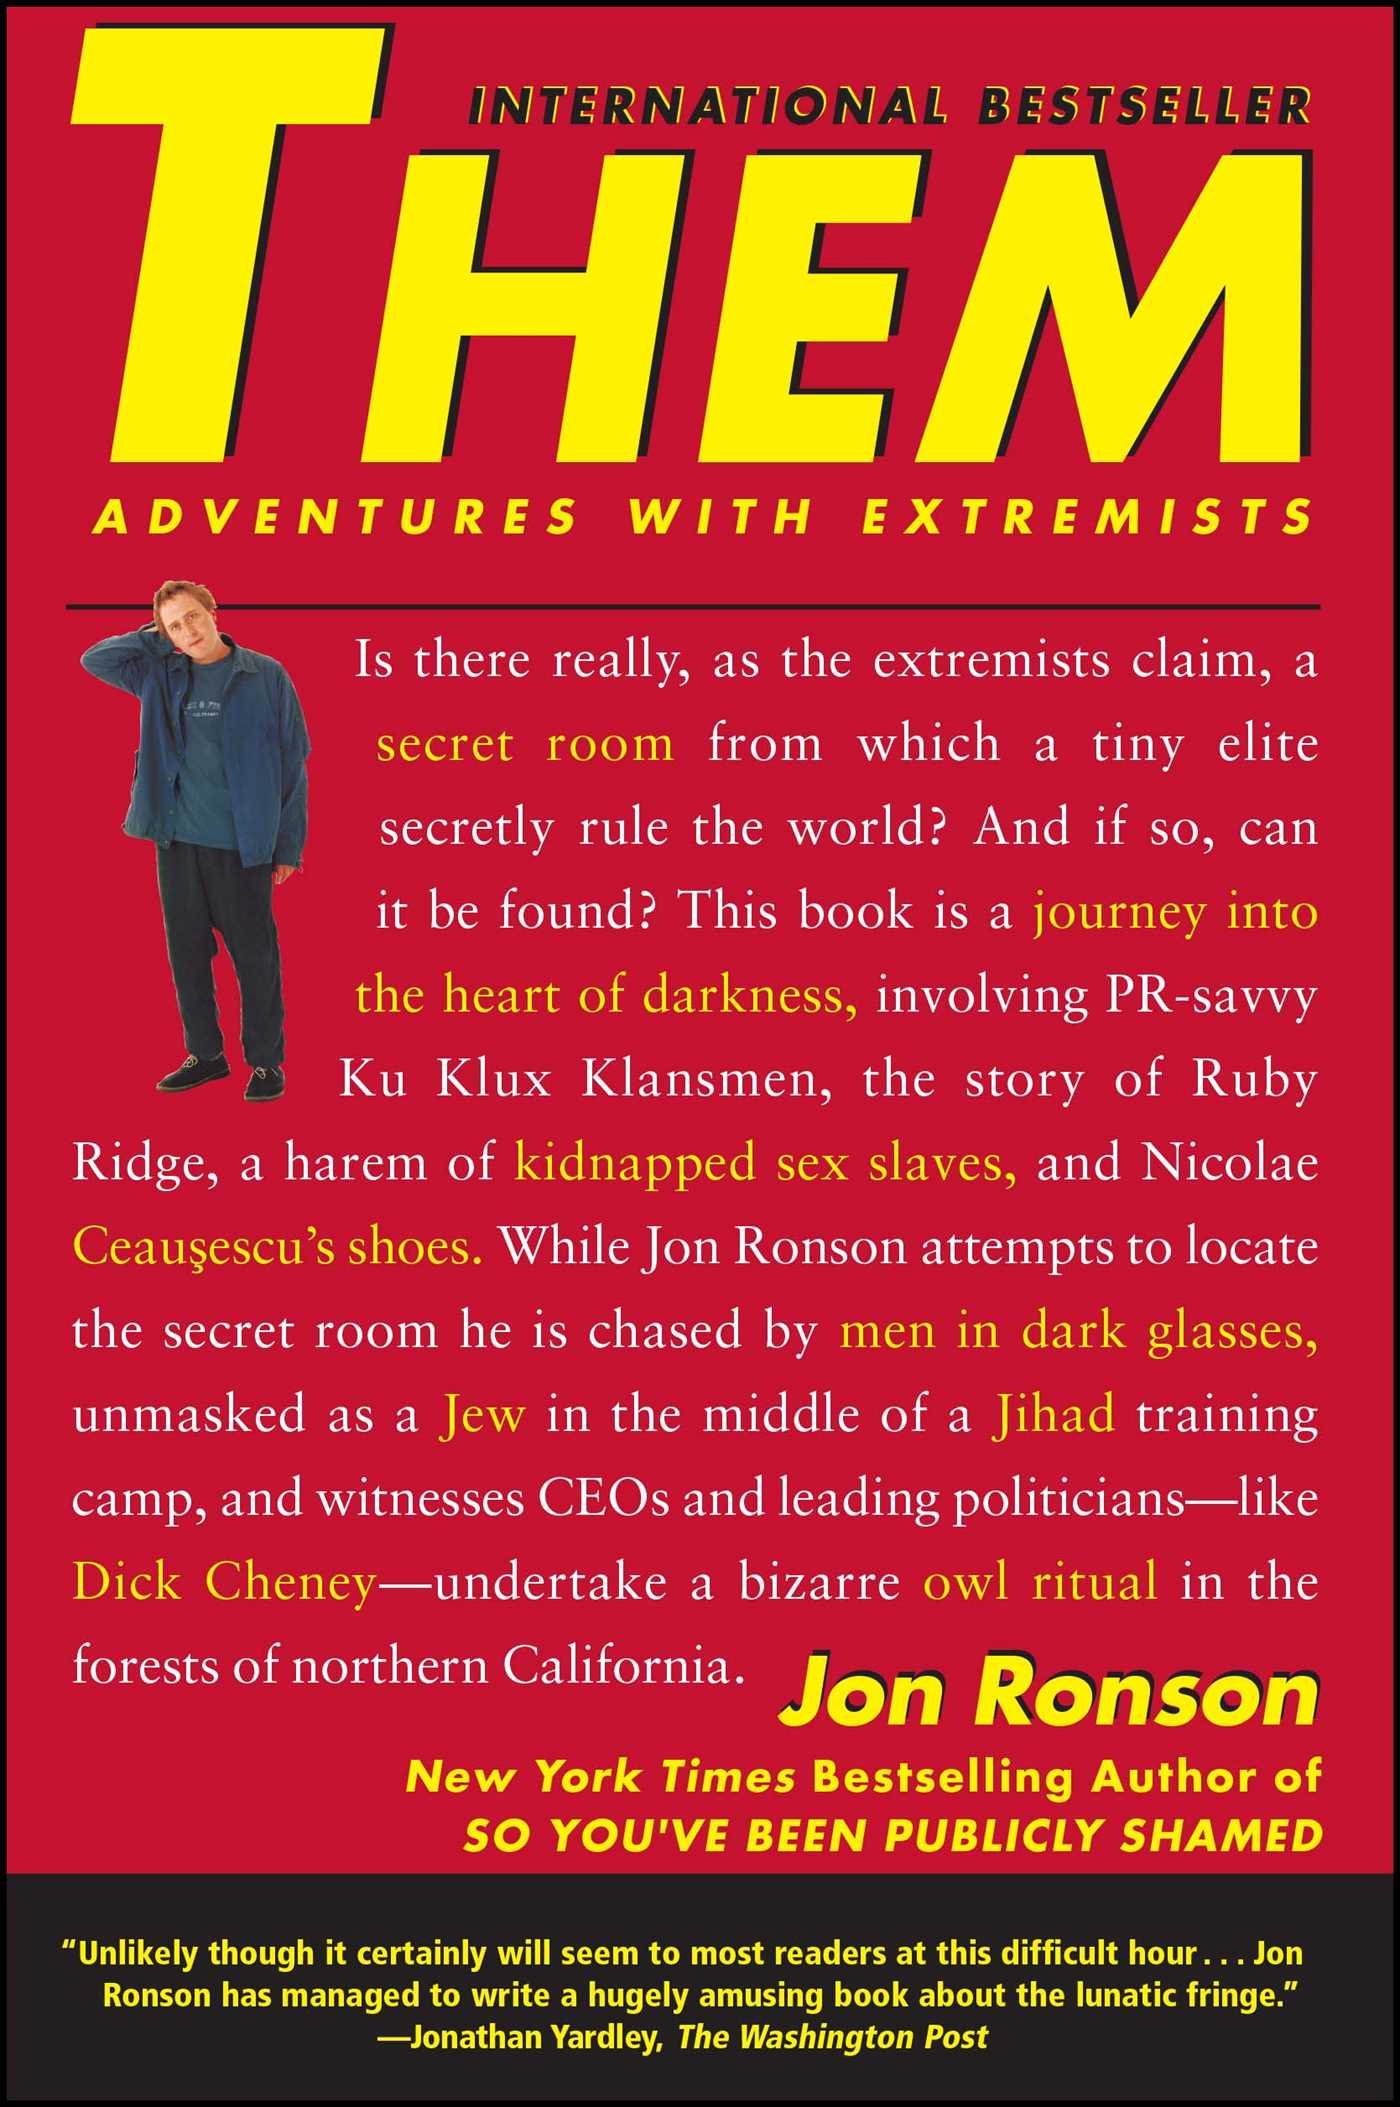 THEM
INTERNATIONAL BESTSELLER
ADVENTURES WITH EXTREMISTS
Is there really, as the extremists claim, a
secret room from which a tiny elite
secretly rule the world? And if so, can
it be found? This book is a journey into
the heart of darkness, involving PR-savvy
Ku Klux Klansmen, the story of Ruby
Ridge, a harem of kidnapped sex slaves, and Nicolae
Ceauşescu’s shoes. While Jon Ronson attempts to locate
the secret room he is chased by men in dark glasses,
unmasked as a Jew in the middle of a Jihad training
camp, and witnesses CEOs and leading politicians—like
Dick Cheney—undertake a bizarre owl ritual in the
forests of northern California.
Jon Ronson
New York Times Bestselling Author of
SO YOU'VE BEEN PUBLICLY SHAMED
“Unlikely though it certainly will seem to most readers at this difficult hour . . . Jon
Ronson has managed to write a hugely amusing book about the lunatic fringe.”
—Jonathan Yardley, The Washington Post